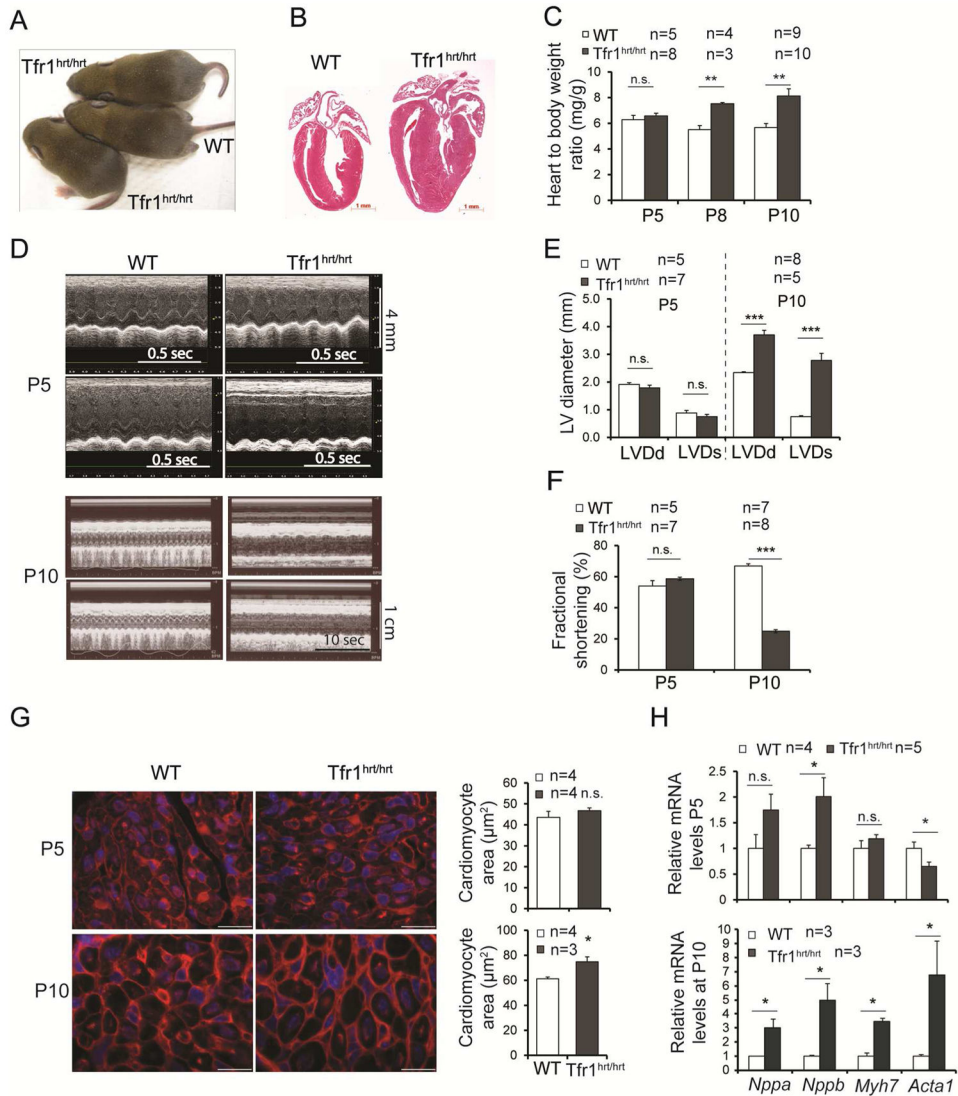 A
Tfr1hrt/hrt
WT
Tfr1hrt/hrt
B
WT
Tfr1hrt/hrt
1 mm
1 mm
C
WT n=5 n=4 n=9
Tfr1hrt/hrt n=8 n=3 n=10
Heart to body weight
ratio (mg/g)
10
8
6
4
2
0
n.s.
**
**
P5 P8 P10
D
WT Tfr1hrt/hrt
P5
0.5 sec
0.5 sec
4 mm
0.5 sec
0.5 sec
P10
10 sec
1 cm
E
WT n=5 n=8
Tfr1hrt/hrt n=7 n=5
P5 P10
LV diameter (mm)
5.0
4.0
3.0
2.0
1.0
0.0
n.s.
n.s.
***
***
LVDd LVDs LVDd LVDs
F
WT n=5 n=7
Tfr1hrt/hrt n=7 n=8
Fractional
shortening (%)
80
60
40
20
0
n.s.
***
P5 P10
G
WT Tfr1hrt/hrt
P5
P10
Cardiomyocyte
area (µm2)
60
50
40
30
20
10
0
n=4
n=4 n.s.
Cardiomyocyte
area (µm2)
100
80
60
40
20
0
n=4
n=3
*
WT Tfr1hrt/hrt
H
WT n=4 Tfr1hrt/hrt n=5
Relative mRNA
levels P5
2.5
2
1.5
1
0.5
0
n.s.
*
n.s.
*
Relative mRNA
levels at P10
10
8
6
4
2
1
0
WT n=3
Tfr1hrt/hrt n=3
*
*
*
*
Nppa Nppb Myh7 Acta1